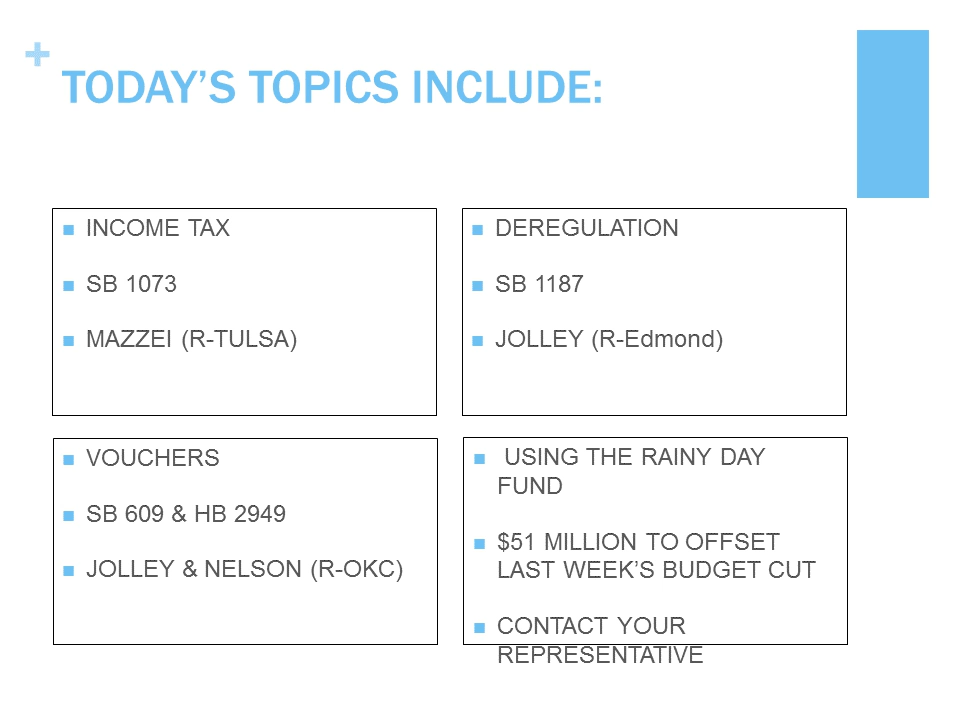 +
TODAY’S TOPICS INCLUDE:
INCOME TAX
SB 1073
MAZZEI (R-TULSA)
DEREGULATION
SB 1187
JOLLEY (R-Edmond)
VOUCHERS
SB 609 & HB 2949
JOLLEY & NELSON (R-OKC)
USING THE RAINY DAY
FUND
$51 MILLION TO OFFSET
LAST WEEK’S BUDGET CUT
CONTACT YOUR
REPRESENTATIVE